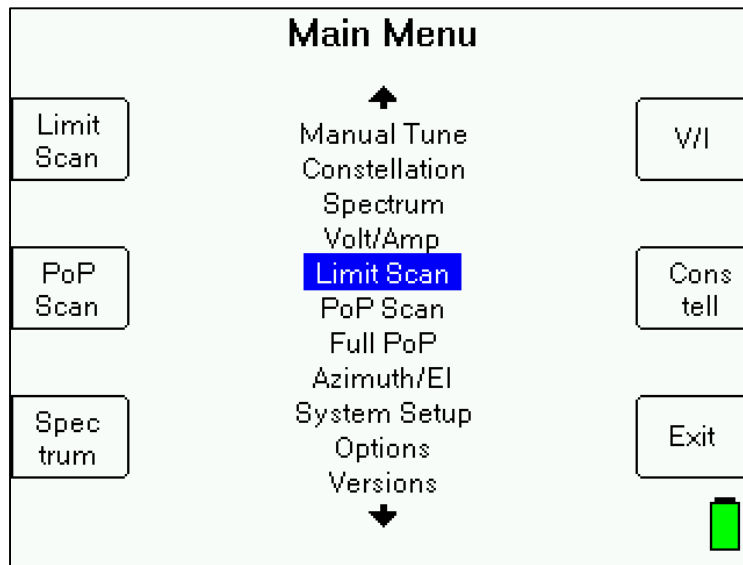 Main Menu
Limit
Scan
PoP
Scan
Spec
trum
Manual Tune
Constellation
Spectrum
Volt/Amp
Limit Scan
PoP Scan
Full PoP
Azimuth/El
System Setup
Options
Versions
V/I
Cons
tell
Exit